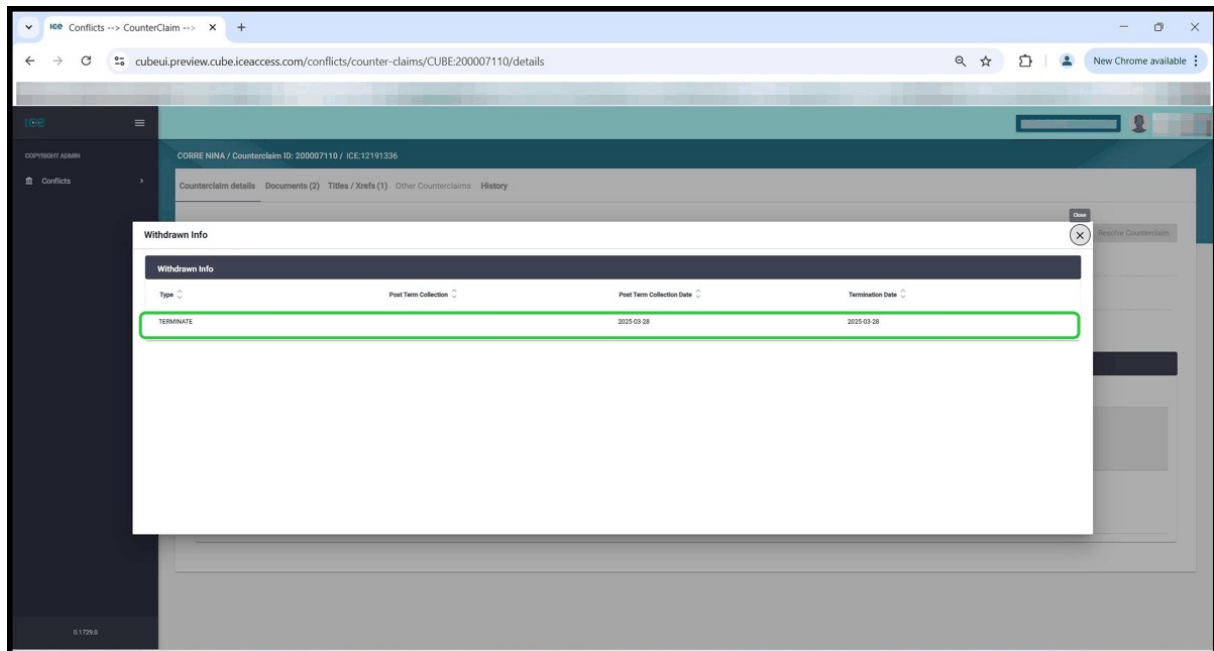 ice Conflicts --> CounterClaim -->
cubeui.preview.cube.iceaccess.com/conflicts/counter-claims/CUBE:200007110/details
New Chrome available
ice
COPYRIGHT ADMIN
CORRE NINA / Counterclaim ID: 200007110 / ICE:12191336
Conflicts
Counterclaim details Documents (2) Titles / Xrefs (1) Other Counterclaims History
Close
Withdrawn Info
Resolve Counterclaim
Withdrawn Info
Type Post Term Collection Post Term Collection Date Termination Date
TERMINATE 2025-03-28 2025-03-28
0.1729.0